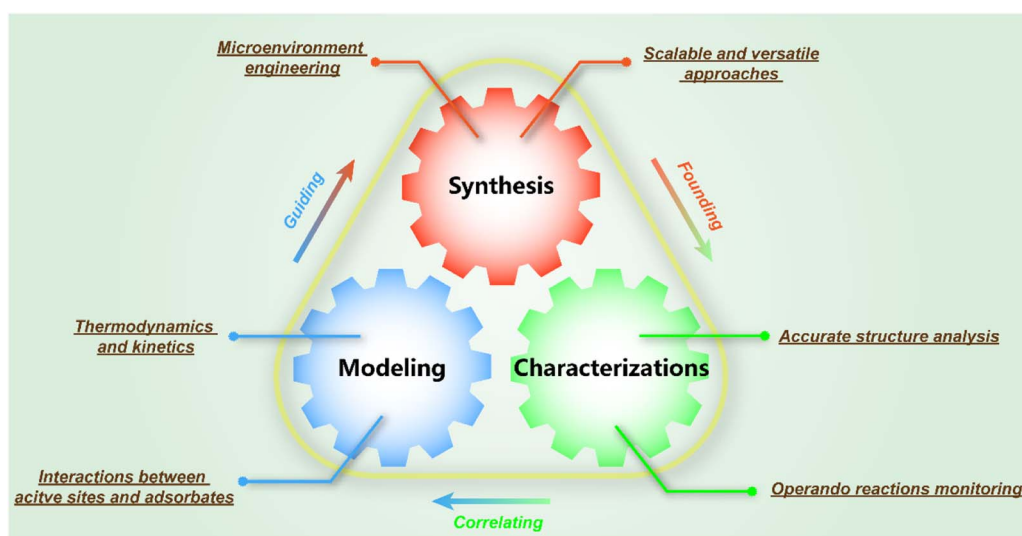 Microenvironment
engineering
Scalable and versatile
approaches
Synthesis
Guiding
Founding
Thermodynamics
and kinetics
Accurate structure analysis
Modeling
Characterizations
Interactions between
acitve sites and adsorbates
Operando reactions monitoring
Correlating